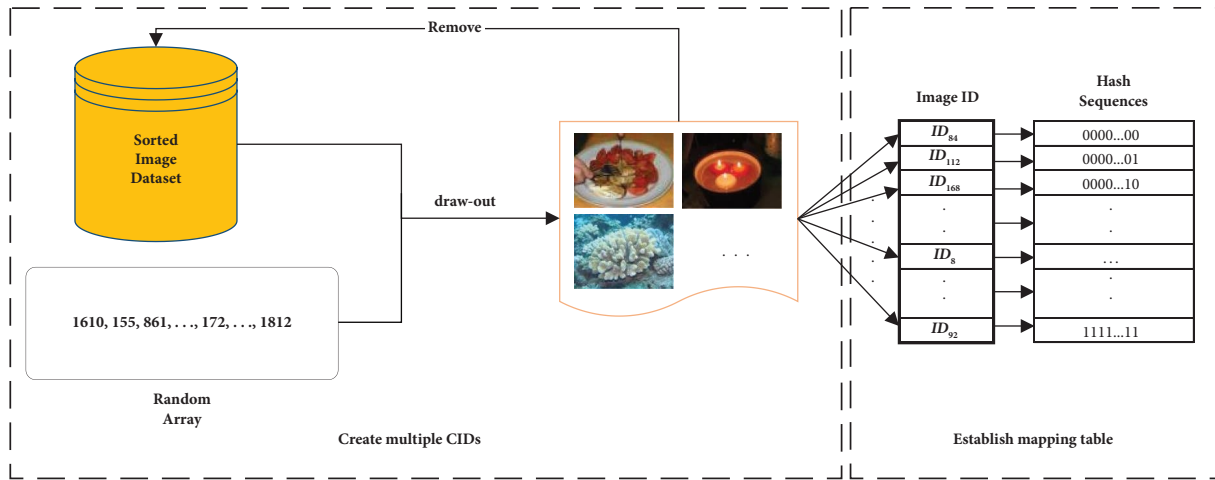 Remove
Sorted
Image
Dataset
draw-out
. . .
1610, 155, 861, . . ., 172, . . ., 1812
Random
Array
Create multiple CIDs
Image ID
Hash
Sequences
ID84
0000...00
ID112
0000...01
ID168
0000...10
ID8
...
ID92
1111...11
Establish mapping table